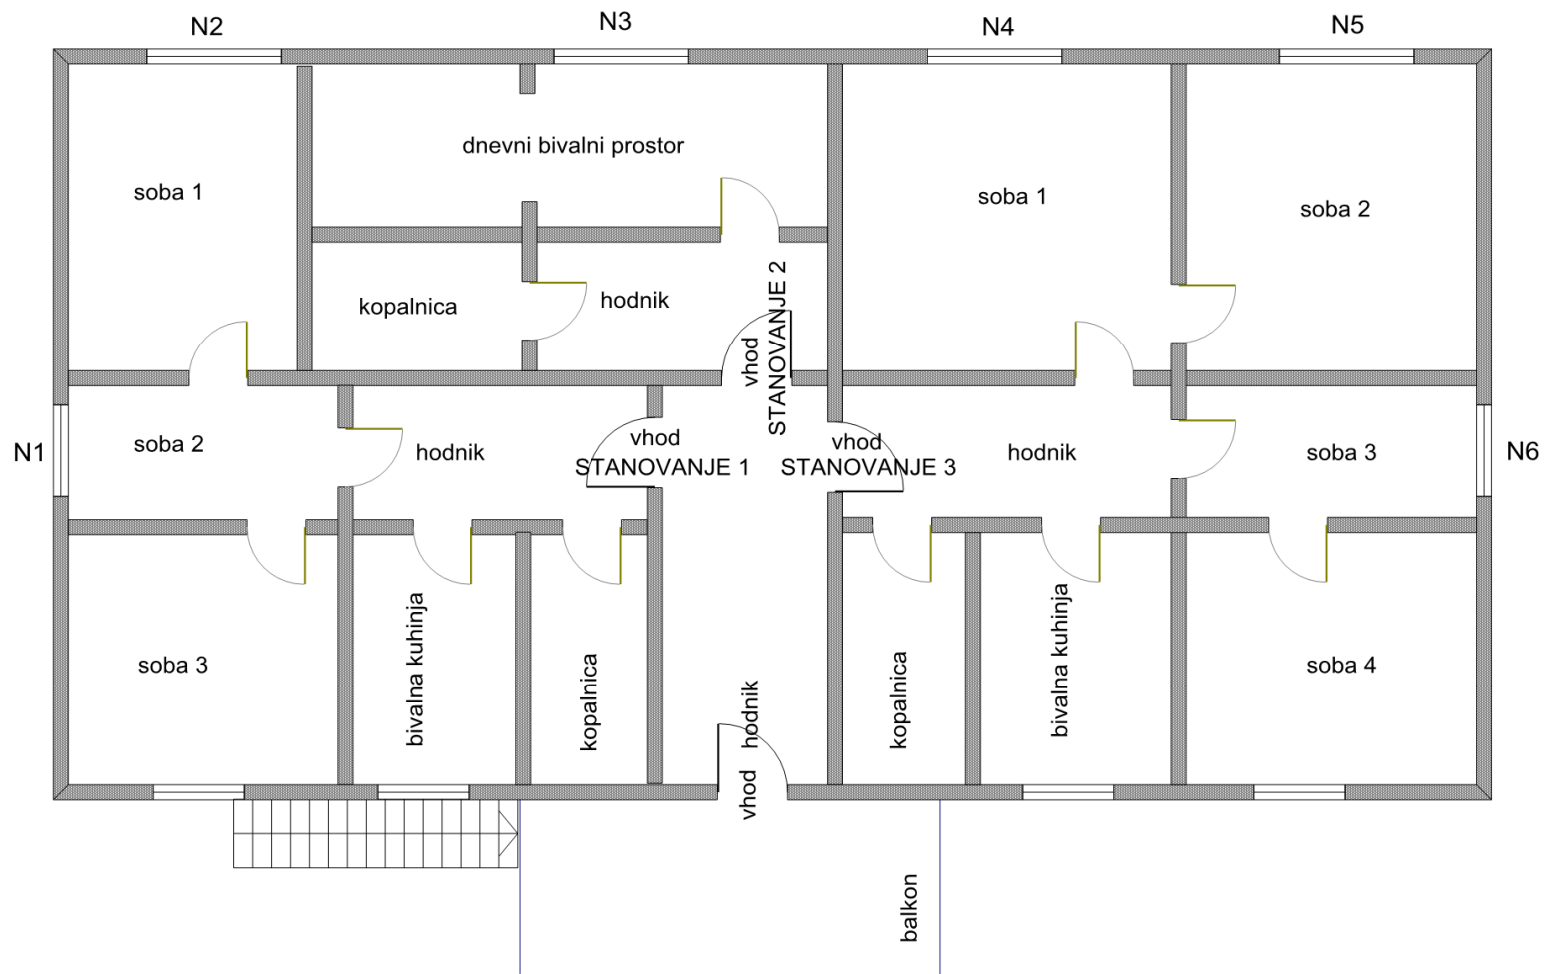 N2
N3
N4
N5
dnevni bivalni prostor
soba 1
soba 1
soba 2
kopalnica
hodnik
vhod
STANOVANJE 2
N1
soba 2
hodnik
vhod
STANOVANJE 1
vhod
STANOVANJE 3
hodnik
soba 3
N6
soba 3
bivalna kuhinja
kopalnica
hodnik
vhod
kopalnica
bivalna kuhinja
soba 4
balkon